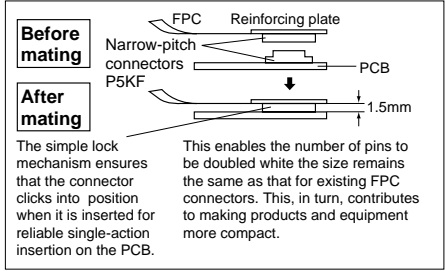 FPC
Reinforcing plate
Before
mating
Narrow-pitch
connectors
P5KF
PCB
After
mating
1.5mm
The simple lock
mechanism ensures
that the connector
clicks into position
when it is inserted for
reliable single-action
insertion on the PCB.
This enables the number of pins to
be doubled white the size remains
the same as that for existing FPC
connectors. This, in turn, contributes
to making products and equipment
more compact.